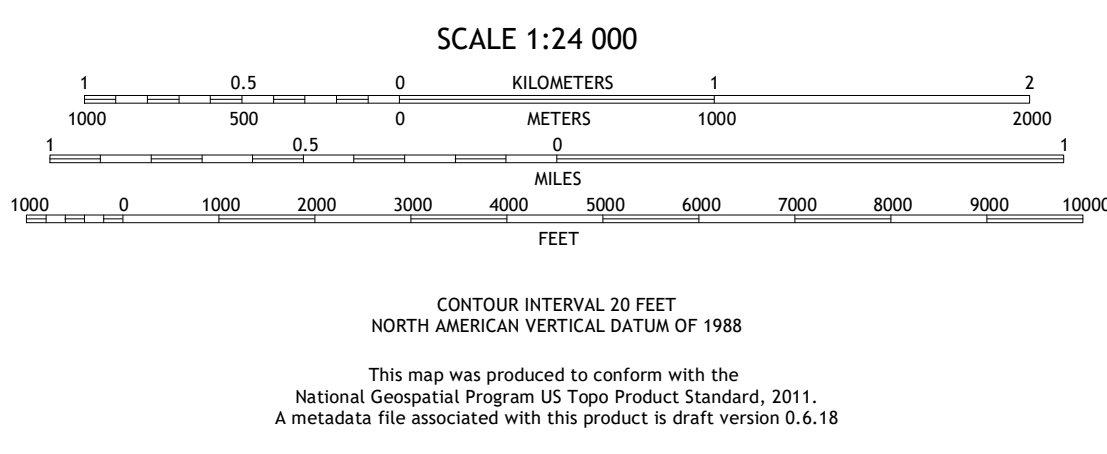 SCALE 1:24 000
1 0.5 0 KILOMETERS 1 2
1000 500 0 METERS 1000 2000
1 0.5 0 1
MILES
1000 0 1000 2000 3000 4000 5000 6000 7000 8000 9000 10000
FEET
CONTOUR INTERVAL 20 FEET
NORTH AMERICAN VERTICAL DATUM OF 1988
This map was produced to conform with the
National Geospatial Program US Topo Product Standard, 2011.
A metadata file associated with this product is draft version 0.6.18